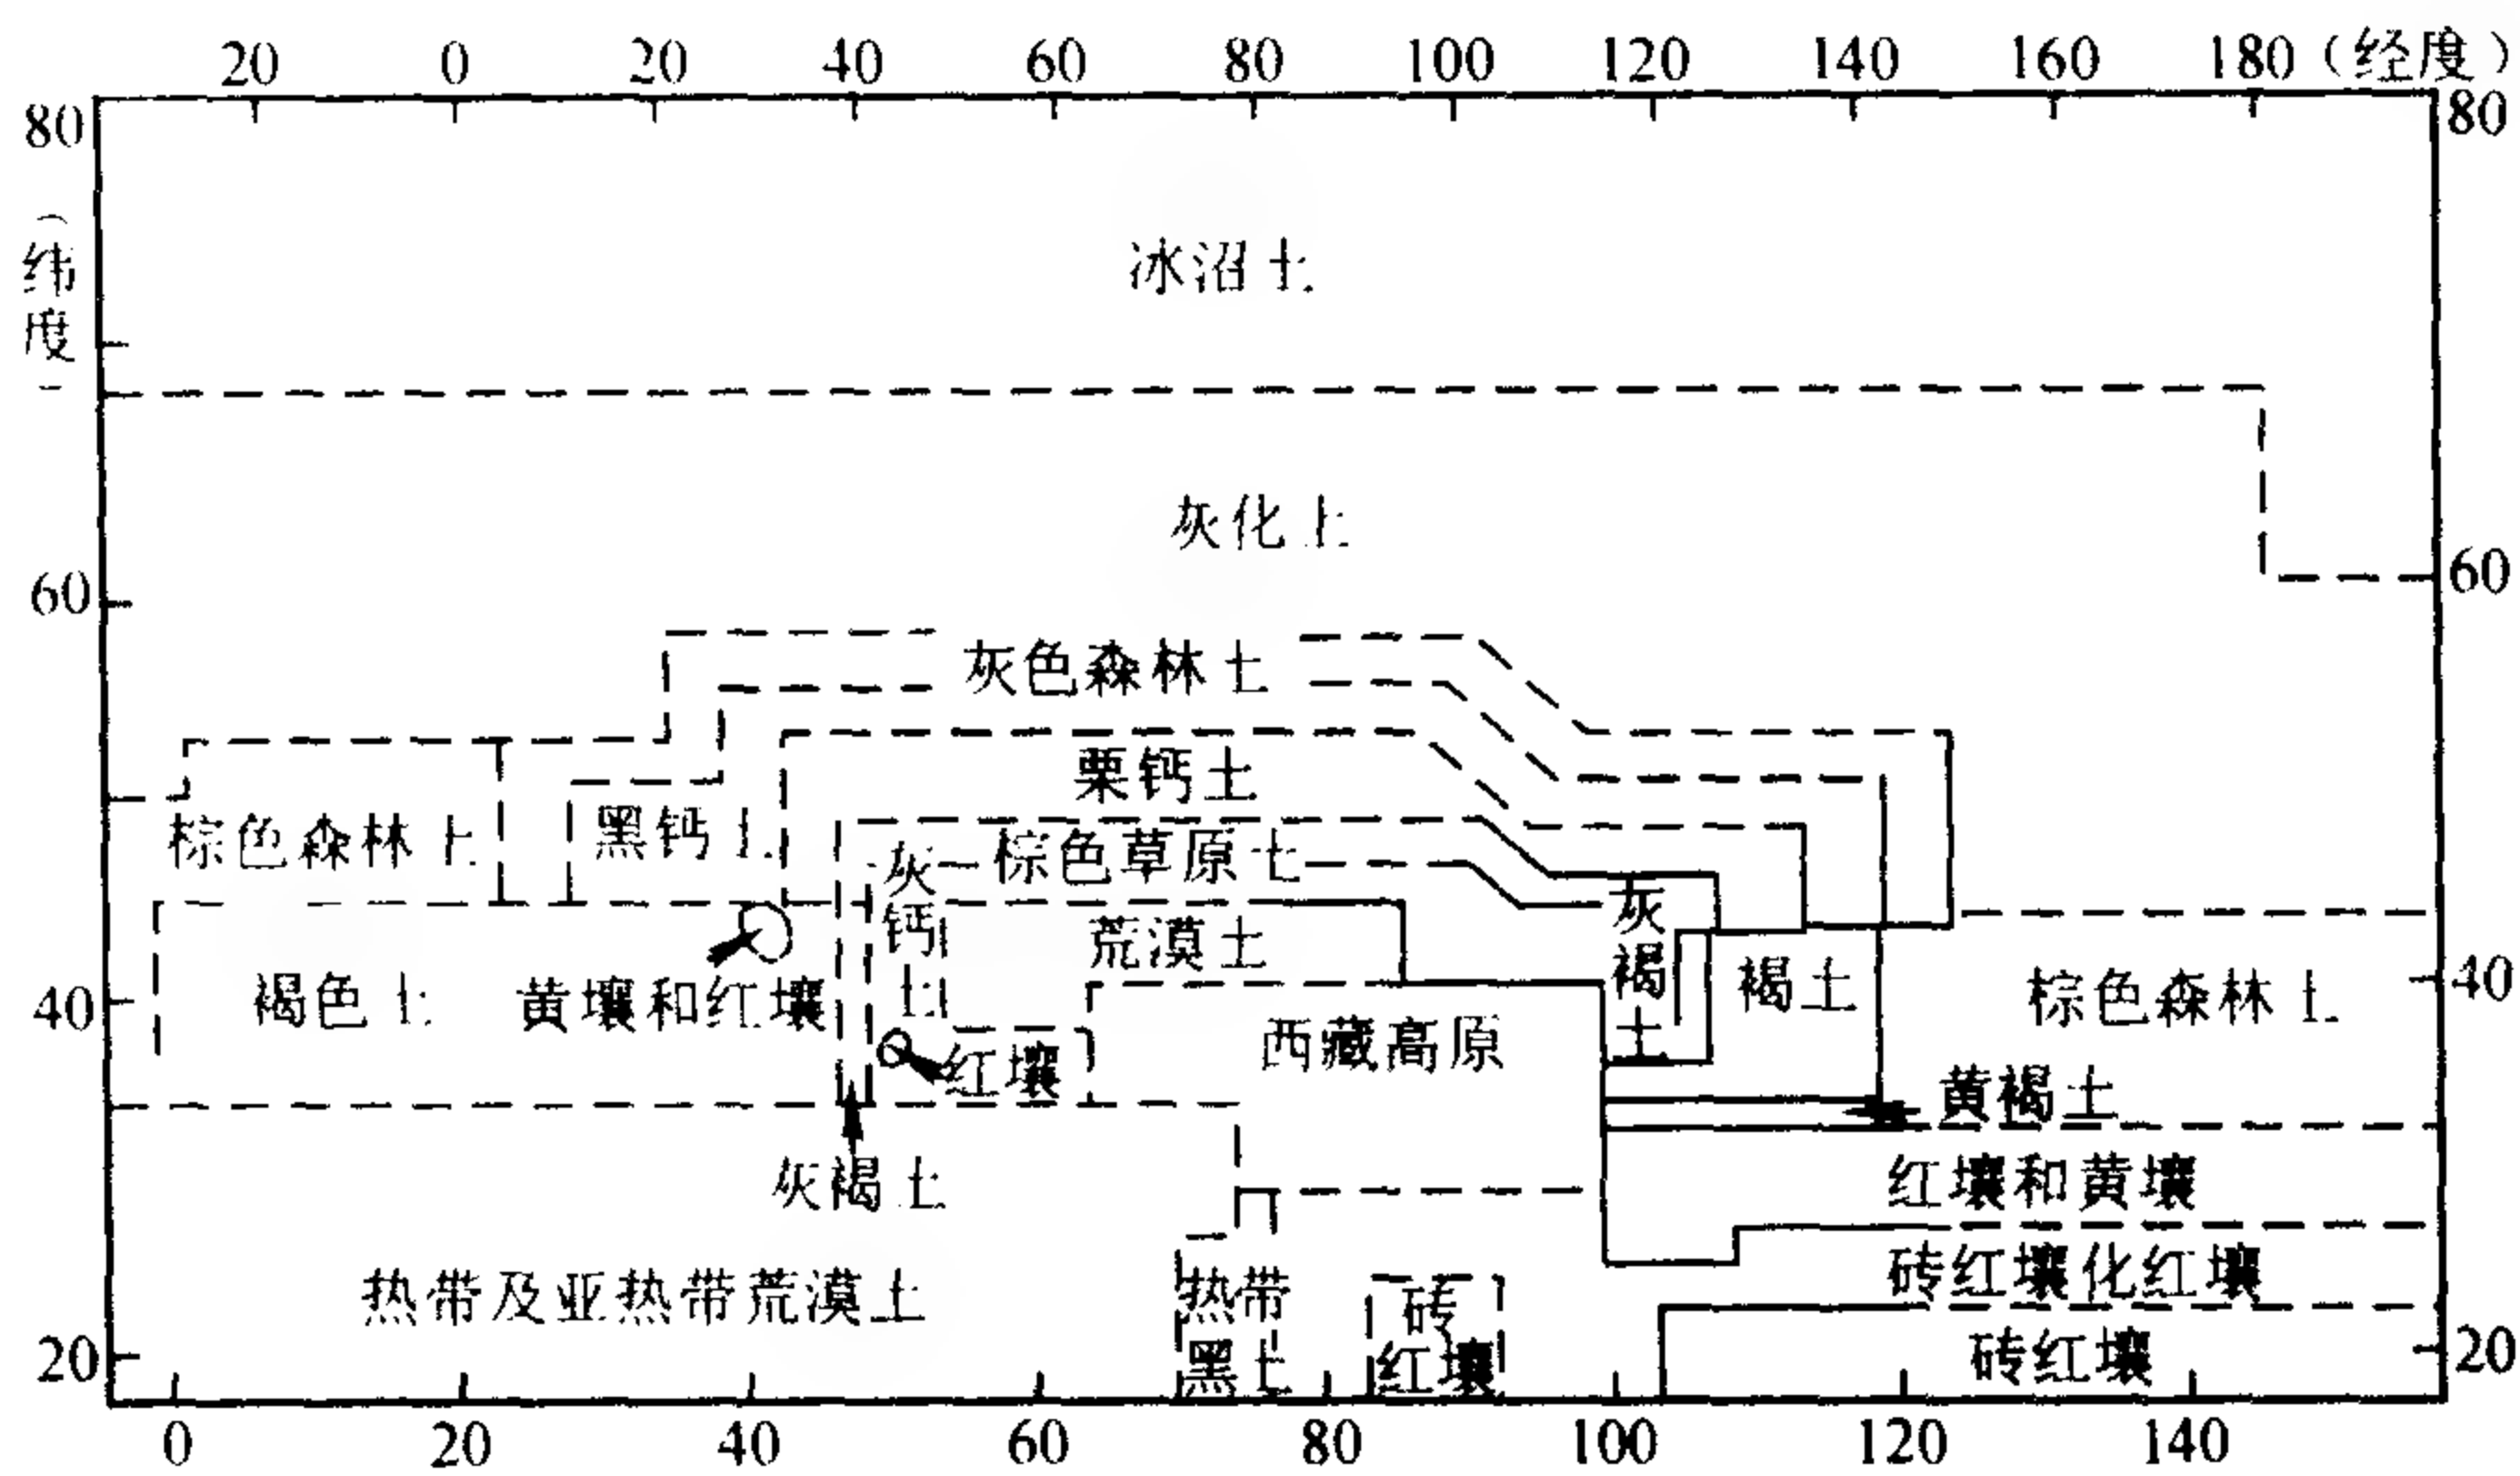 20 0 20 40 60 80 100 120 140 160 180（经度）
80 80
（纬度）
冰沼土
灰化土
60 60
灰色森林土
栗钙土
棕色森林土 黑钙土 灰钙土 棕色草原土
灰褐土
荒漠土
褐色土 黄壤和红壤 褐土 棕色森林土
40 40
西藏高原
红壤
黄褐土
灰褐土
红壤和黄壤
热带及亚热带荒漠土 热带黑土 砖红壤 砖红壤化红壤
砖红壤
20 20
0 20 40 60 80 100 120 140